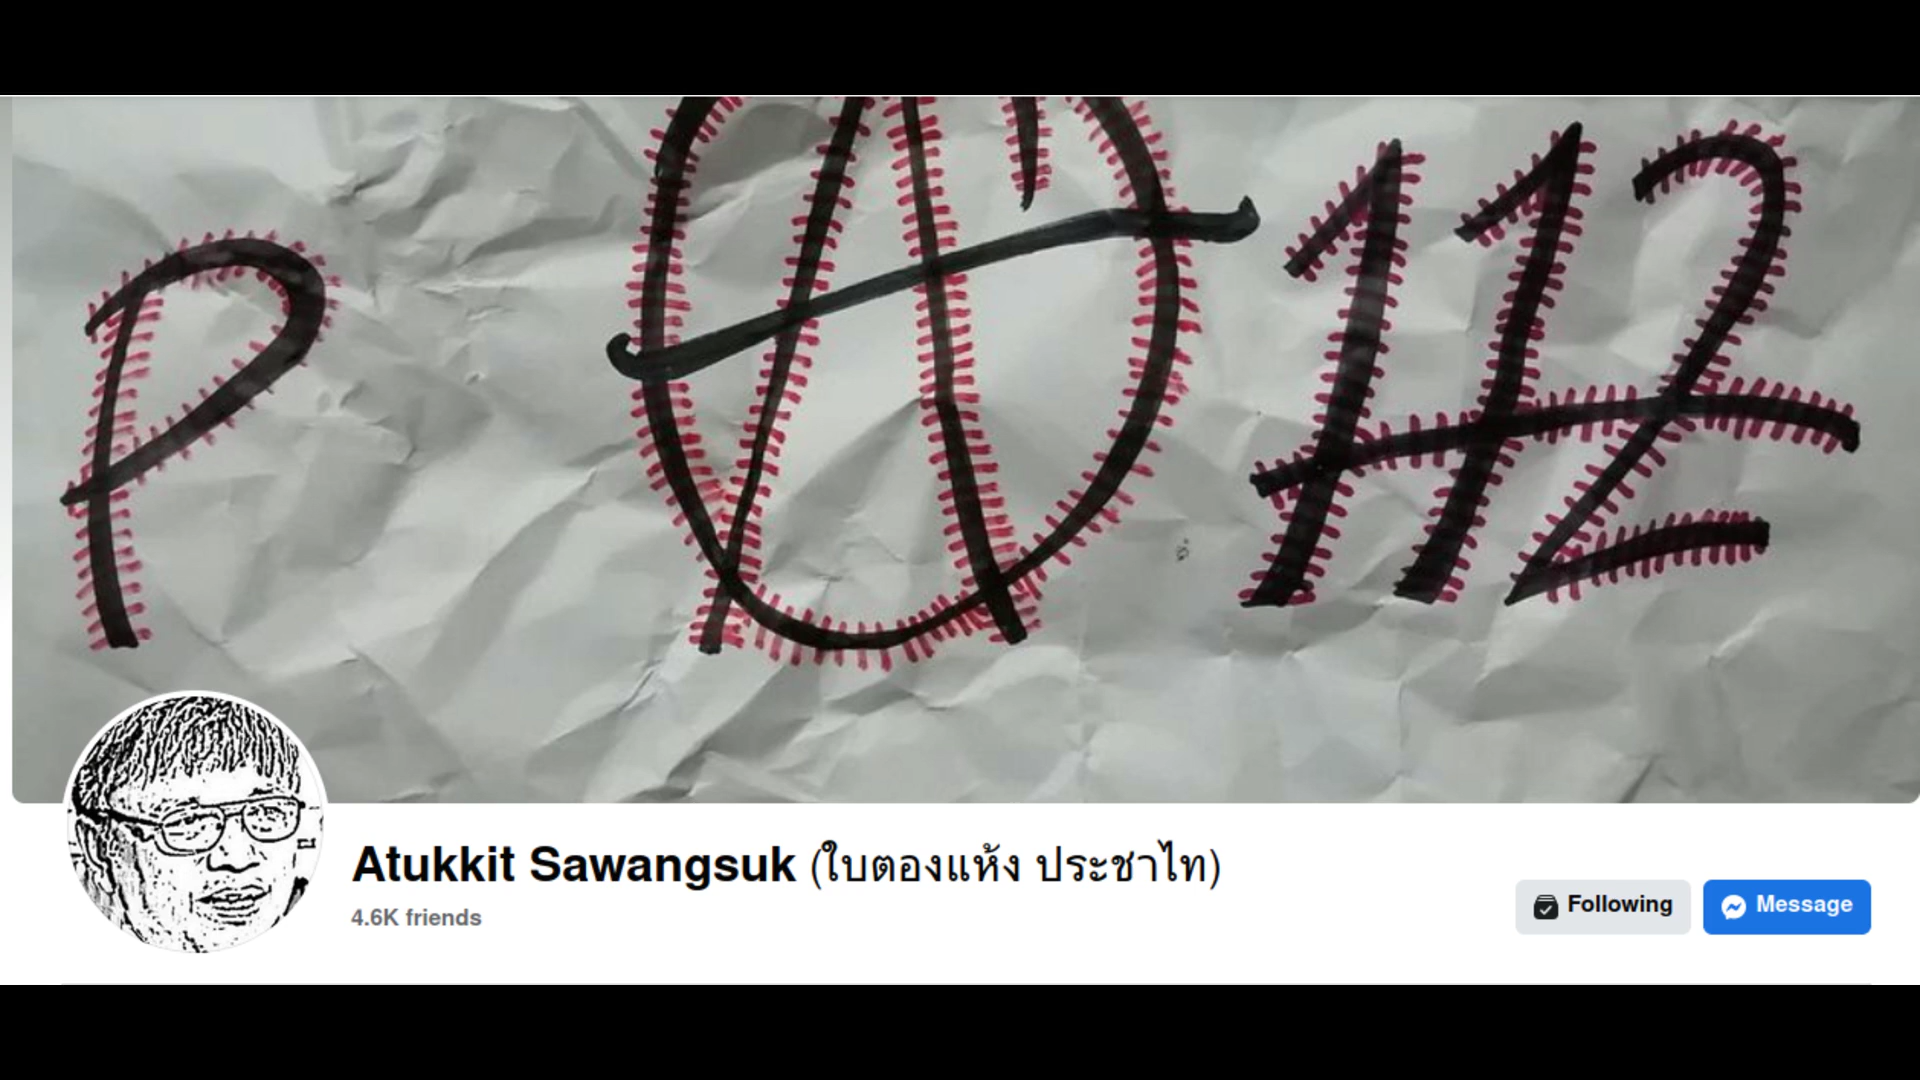 P 112
Atukkit Sawangsuk (ใบตองแห้ง ประชาไท)
4.6K friends
Following
Message